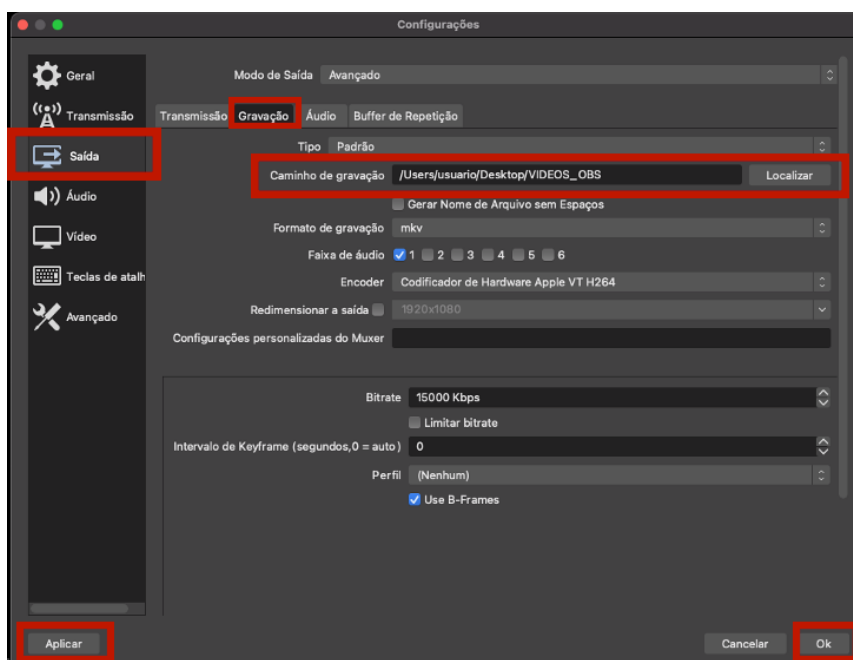 Configurações
Geral
Transmissão
Saída
Áudio
Vídeo
Teclas de atalh
Avançado
Modo de Saída Avançado
Transmissão Gravação Áudio Buffer de Repetição
Tipo Padrão
Caminho de gravação /Users/usuario/Desktop/VIDEOS_OBS Localizar
Gerar Nome de Arquivo sem Espaços
Formato de gravação mkv
Faixa de áudio 1 2 3 4 5 6
Encoder Codificador de Hardware Apple VT H264
Redimensionar a saída 1920x1080
Configurações personalizadas do Muxer
Bitrate 15000 Kbps
Limitar bitrate
Intervalo de Keyframe (segundos,0 = auto) 0
Perfil (Nenhum)
Use B-Frames
Aplicar Cancelar Ok